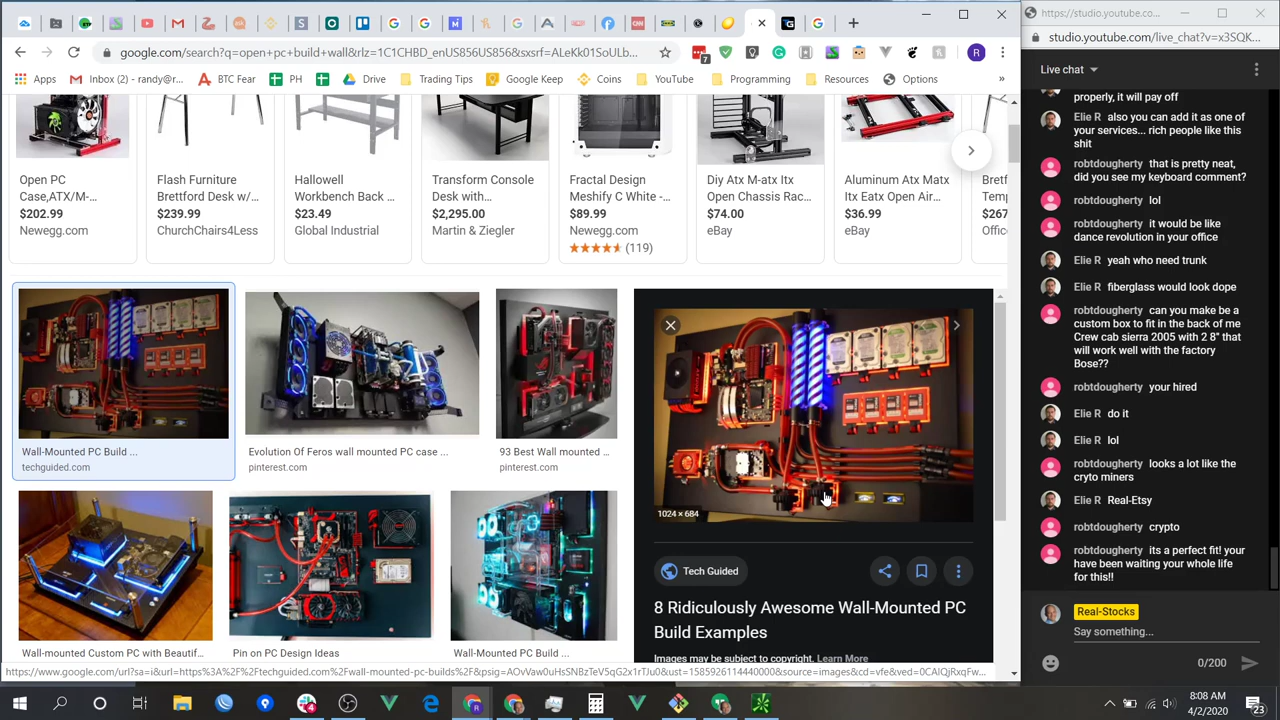 https://studio.youtube.co...
google.com/search?q=open+pc+build+wall&rlz=1C1CHBD_enUS856US856&sxsrf=ALeKk01SoULb...
studio.youtube.com/live_chat?v=x3SQK...
7
R
Apps
Inbox (2) - randy@r...
BTC Fear
PH
Drive
Trading Tips
Google Keep
Coins
YouTube
Programming
Resources
Options
»
Live chat
Open PC
Case,ATX/M-...
$202.99
Newegg.com
Flash Furniture
Brettford Desk w/...
$239.99
ChurchChairs4Less
Hallowell
Workbench Back ...
$23.49
Global Industrial
Transform Console
Desk with...
$2,295.00
Martin & Ziegler
Fractal Design
Meshify C White -...
$89.99
Newegg.com
(119)
Diy Atx M-atx Itx
Open Chassis Rac...
$74.00
eBay
Aluminum Atx Matx
Itx Eatx Open Air...
$36.99
eBay
Bretf
Temp
$267
Office
Wall-Mounted PC Build ...
techguided.com
Evolution Of Feros wall mounted PC case ...
pinterest.com
93 Best Wall mounted ...
pinterest.com
Wall-mounted Custom PC with Beautif...
Pin on PC Design Ideas
Wall-Mounted PC Build ...
1024 × 684
Tech Guided
8 Ridiculously Awesome Wall-Mounted PC
Build Examples
Images may be subject to copyright. Learn More
properly, it will pay off
Elie R also you can add it as one of
your services... rich people like this
shit
robtdougherty that is pretty neat,
did you see my keyboard comment?
robtdougherty lol
robtdougherty it would be like
dance revolution in your office
Elie R yeah who need trunk
Elie R fiberglass would look dope
robtdougherty can you make be a
custom box to fit in the back of me
Crew cab sierra 2005 with 2 8" that
will work well with the factory
Bose??
robtdougherty your hired
Elie R do it
Elie R lol
robtdougherty looks a lot like the
cryto miners
Elie R Real-Etsy
robtdougherty crypto
robtdougherty its a perfect fit! your
have been waiting your whole life
for this!!
Real-Stocks
Say something...
0/200
8:08 AM
4/2/2020
23